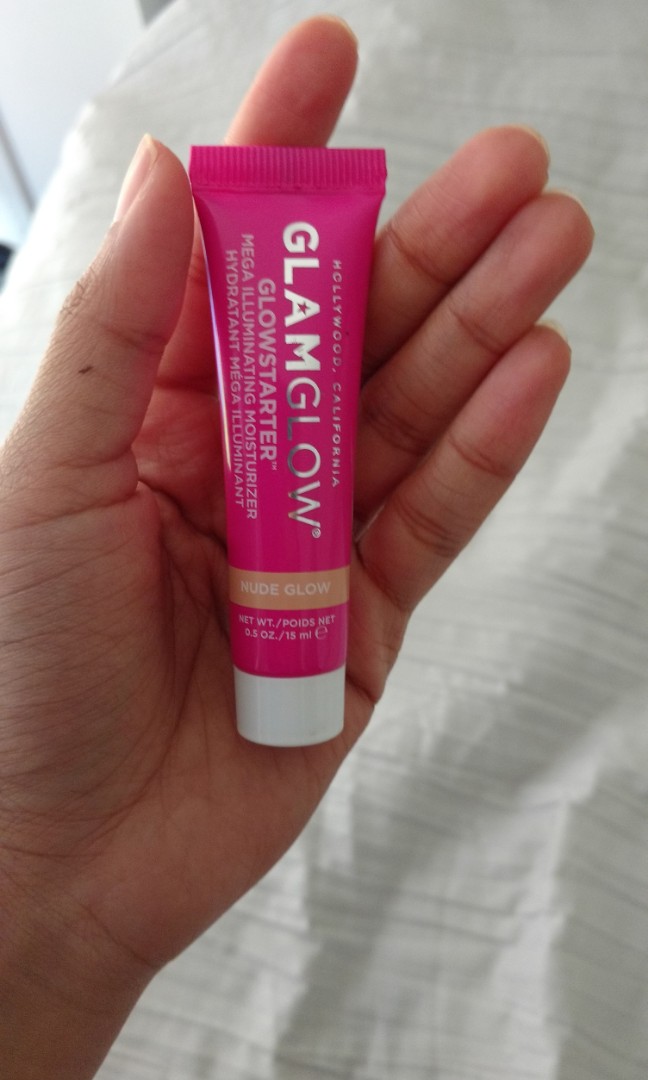 HOLLYWOOD, CALIFORNIA
GLAMGLOW®
GLOWSTARTER™
MEGA ILLUMINATING MOISTURIZER
HYDRATANT MÉGA ILLUMINANT
NUDE GLOW
NET WT./POIDS NET
0.5 OZ./15 ml ℮